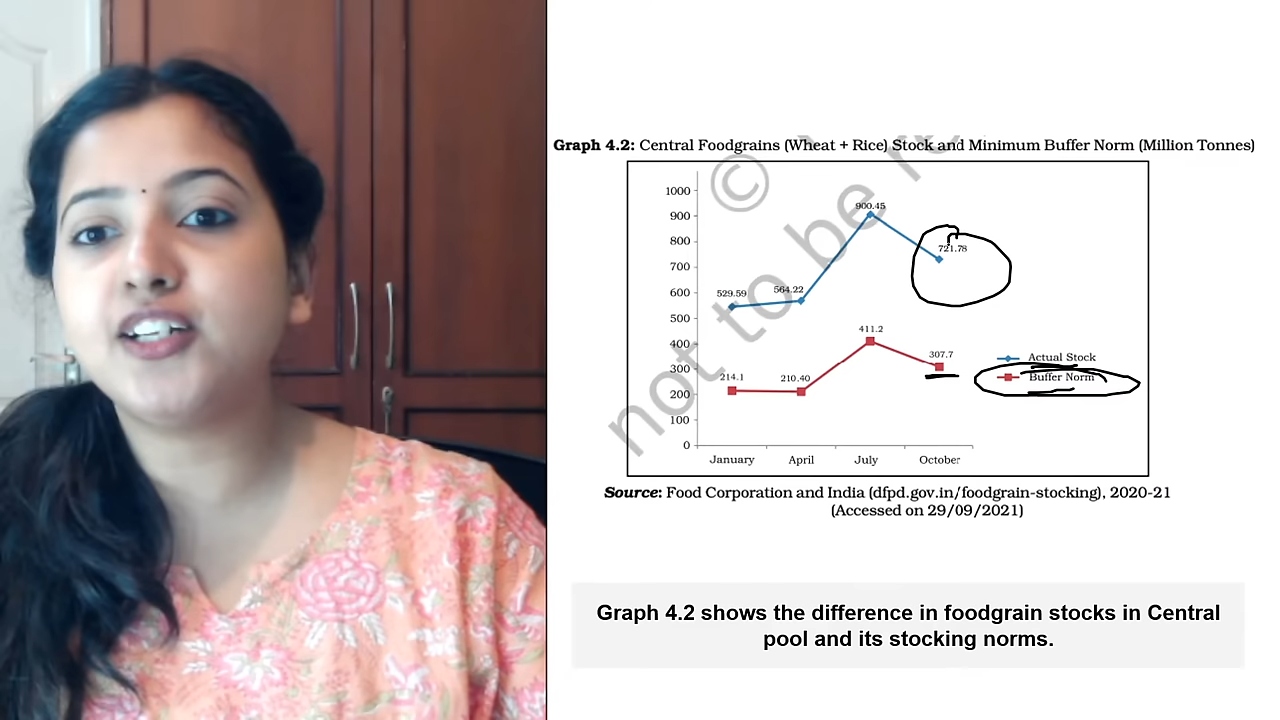 Graph 4.2: Central Foodgrains (Wheat + Rice) Stock and Minimum Buffer Norm (Million Tonnes)
©
not to be re
1000
900
800
700
600
500
400
300
200
100
0
529.59
564.22
900.45
721.78
214.1
210.40
411.2
307.7
January
April
July
October
Actual Stock
Buffer Norm
Source: Food Corporation and India (dfpd.gov.in/foodgrain-stocking), 2020-21
(Accessed on 29/09/2021)
Graph 4.2 shows the difference in foodgrain stocks in Central
pool and its stocking norms.